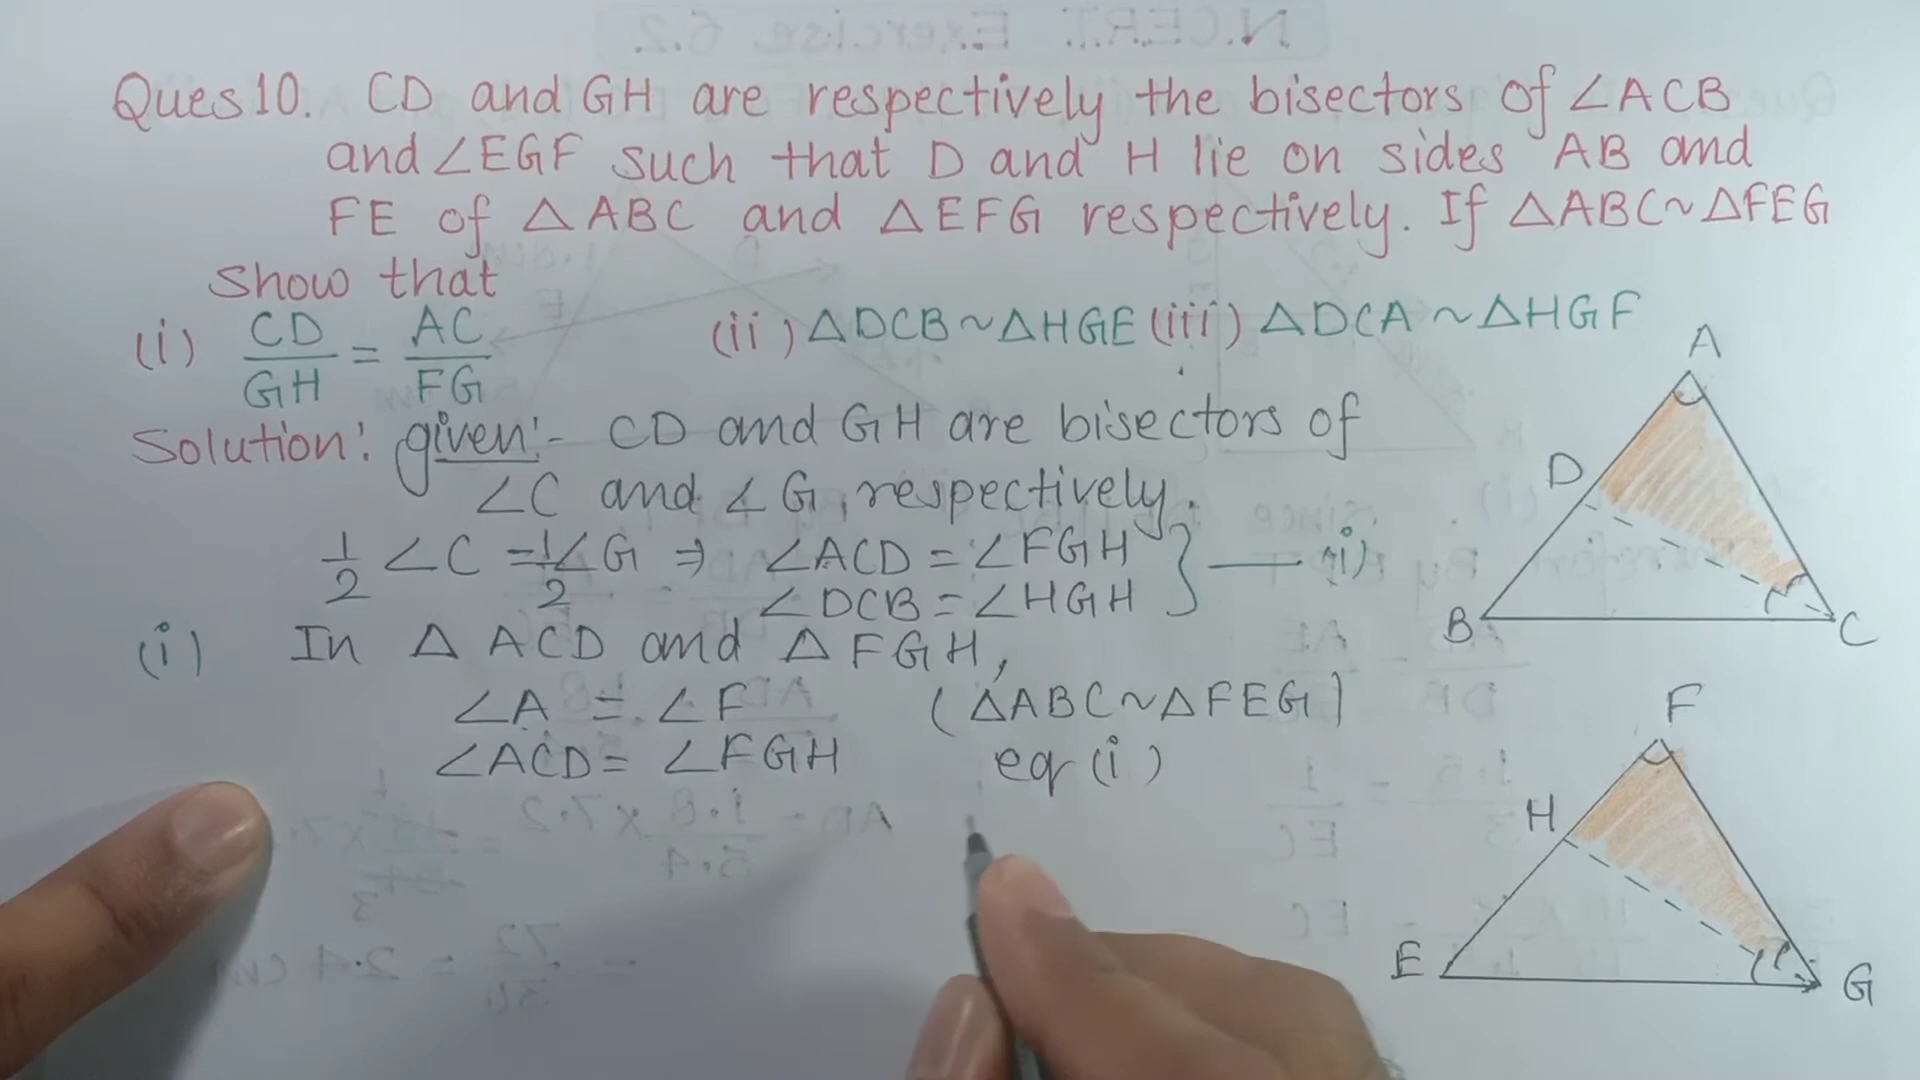 N.C.E.R.T. Exercise 6.2.
Ques 10. CD and GH are respectively the bisectors of ∠ACB
and ∠EGF such that D and H lie on sides AB and
FE of △ABC and △EFG respectively. If △ABC ~ △FEG
Show that
(i) CD/GH = AC/FG (ii) △DCB ~ △HGE (iii) △DCA ~ △HGF
Solution: given:- CD and GH are bisectors of
∠C and ∠G, respectively.
1/2 ∠C = 1/2 ∠G ⇒ ∠ACD = ∠FGH
∠DCB = ∠HGH } — (i)
(i) In △ ACD and △ FGH,
∠A = ∠F (△ABC ~ △FEG)
∠ACD = ∠FGH eq (i)
A
D
B
C
F
H
E
G